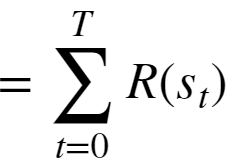 = \sum_{t=0}^{T} R(s_t)